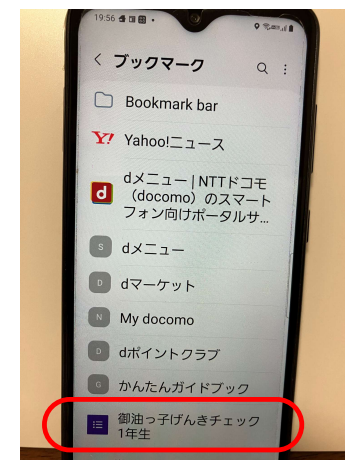 19:56
ブックマーク
Bookmark bar
Y!
Yahoo!ニュース
d
dメニュー | NTTドコモ
(docomo) のスマート
フォン向けポータルサ...
S
dメニュー
D
dマーケット
N
My docomo
D
dポイントクラブ
G
かんたんガイドブック
御油っ子げんきチェック
1年生